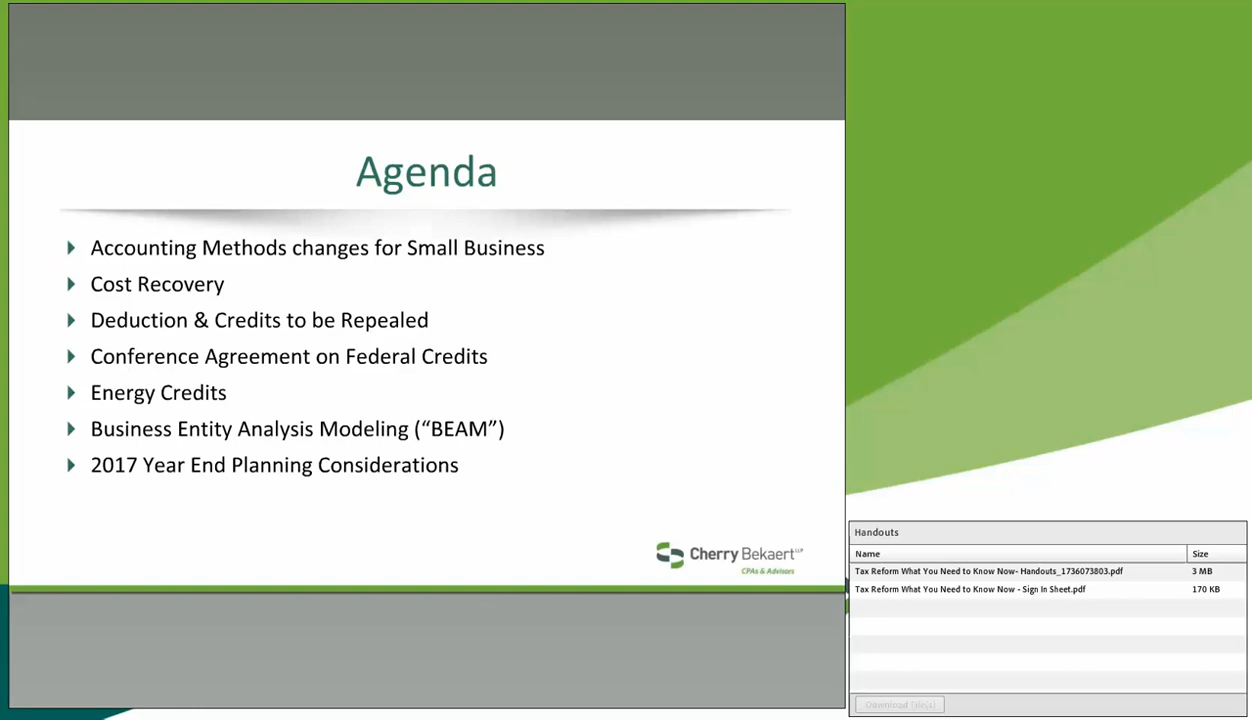 Agenda
Accounting Methods changes for Small Business
Cost Recovery
Deduction & Credits to be Repealed
Conference Agreement on Federal Credits
Energy Credits
Business Entity Analysis Modeling (“BEAM”)
2017 Year End Planning Considerations
Cherry Bekaert LLP
CPAs & Advisors
Handouts
Name Size
Tax Reform What You Need to Know Now- Handouts_1736073803.pdf 3 MB
Tax Reform What You Need to Know Now - Sign In Sheet.pdf 170 KB
Download File(s)